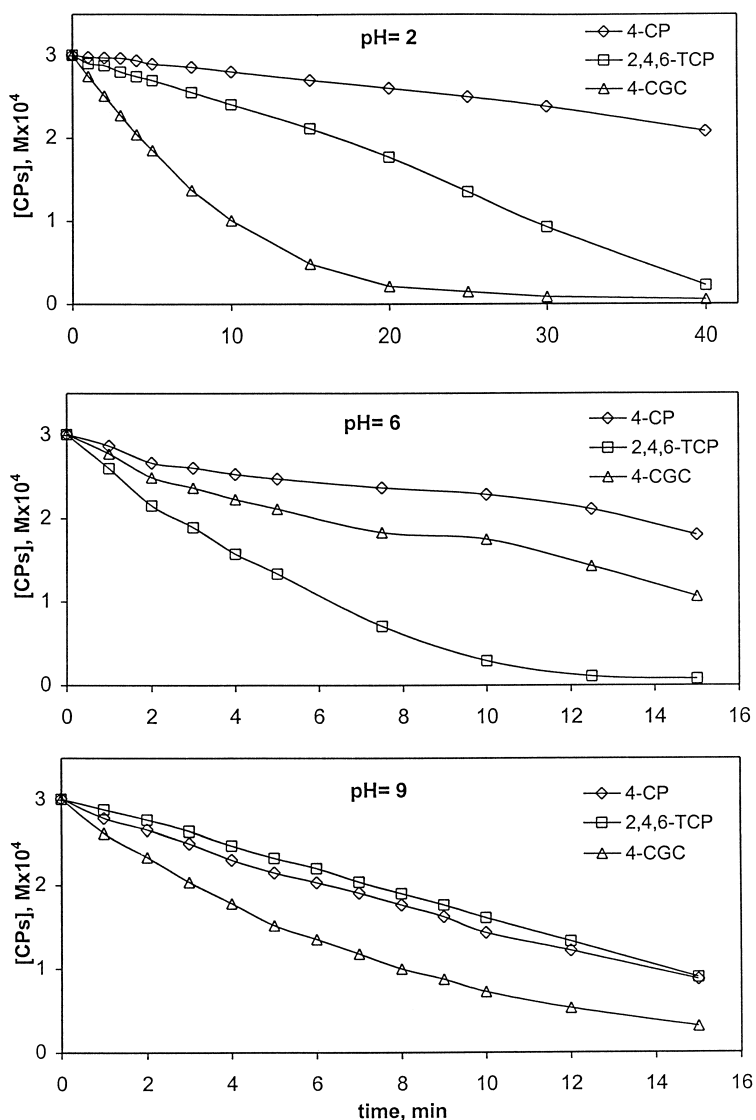 pH= 2
4-CP
2,4,6-TCP
4-CGC
[CPs], Mx10⁴
3
2
1
0
0 10 20 30 40
pH= 6
4-CP
2,4,6-TCP
4-CGC
[CPs], Mx10⁴
3
2
1
0
0 2 4 6 8 10 12 14 16
pH= 9
4-CP
2,4,6-TCP
4-CGC
[CPs], Mx10⁴
3
2
1
0
0 2 4 6 8 10 12 14 16
time, min